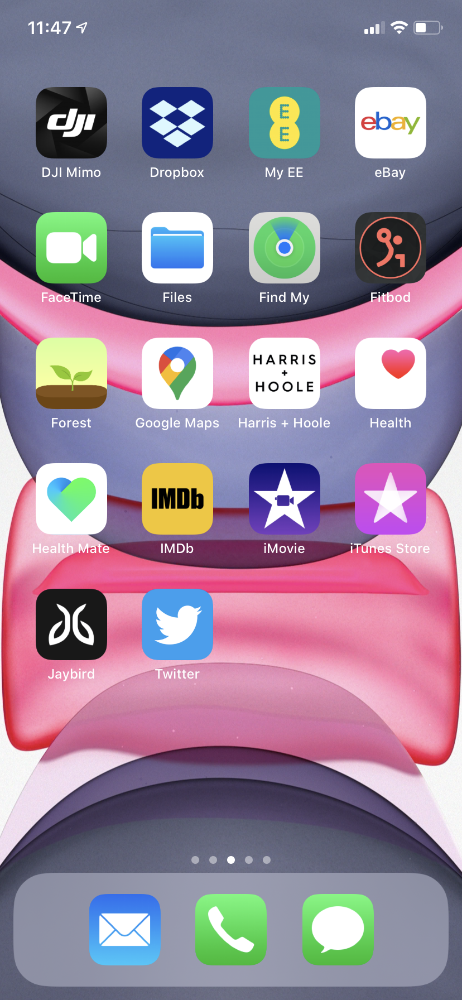 11:47
dji
E
E
ebay
DJI Mimo Dropbox My EE eBay
FaceTime Files Find My Fitbod
HARRIS
+
HOOLE
Forest Google Maps Harris + Hoole Health
IMDb
Health Mate IMDb iMovie iTunes Store
Jaybird Twitter